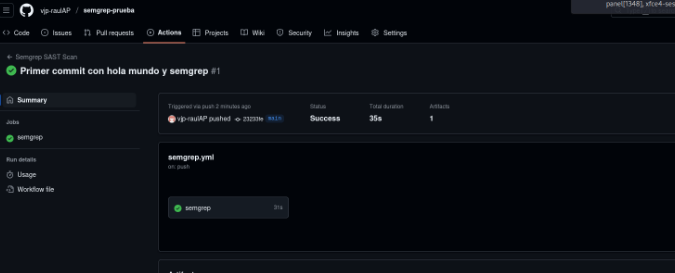 panel[1348], xfce4-ses
vjp-raulAP / semgrep-prueba
Code Issues Pull requests Actions Projects Wiki Security Insights Settings
← Semgrep SAST Scan
Primer commit con hola mundo y semgrep #1
Summary
Jobs
semgrep
Run details
Usage
Workflow file
Triggered via push 2 minutes ago
vjp-raulAP pushed main
Status
Success
Total duration
35s
Artifacts
1
semgrep.yml
on: push
semgrep